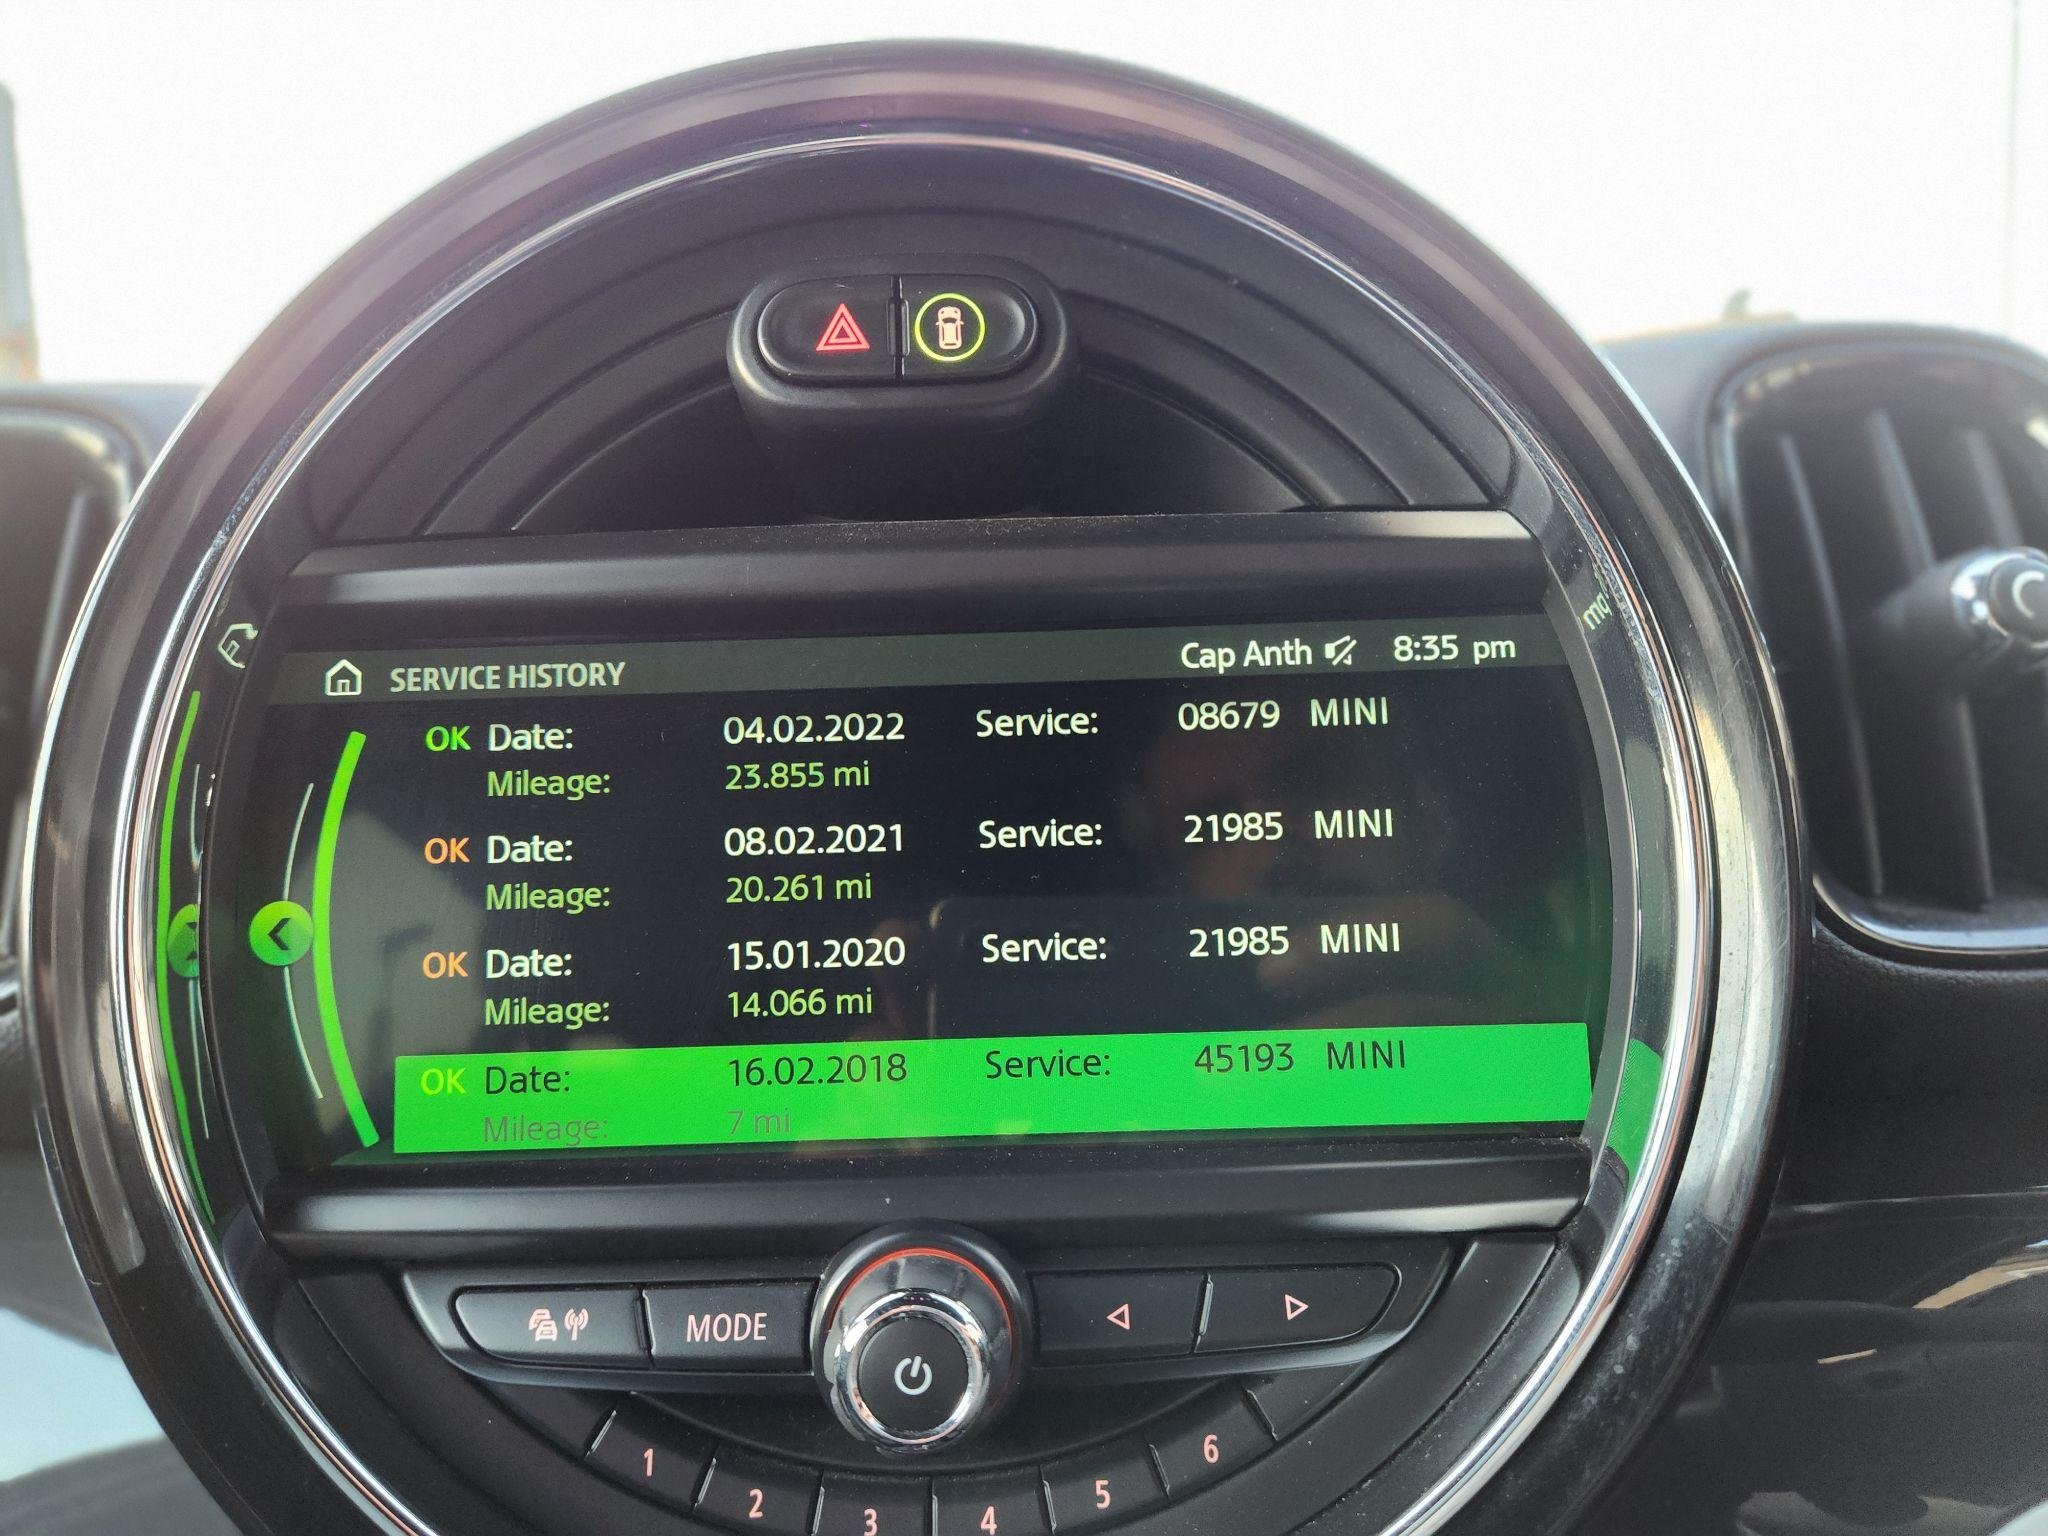 SERVICE HISTORY Cap Anth 8:35 pm
OK Date: 04.02.2022 Service: 08679 MINI
Mileage: 23.855 mi
OK Date: 08.02.2021 Service: 21985 MINI
Mileage: 20.261 mi
OK Date: 15.01.2020 Service: 21985 MINI
Mileage: 14.066 mi
OK Date: 16.02.2018 Service: 45193 MINI
Mileage: 7 mi
MODE
1 2 3 4 5 6